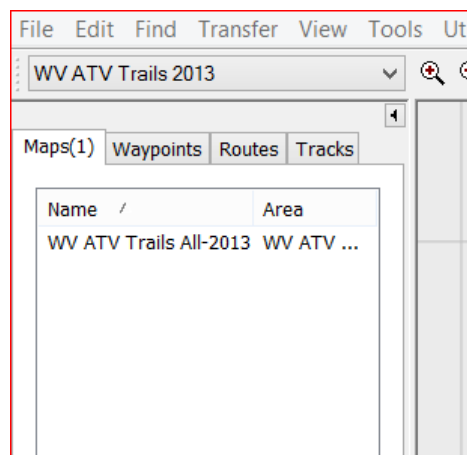 File Edit Find Transfer View Tools
WV ATV Trails 2013
Maps(1) Waypoints Routes Tracks
Name Area
WV ATV Trails All-2013 WV ATV ...